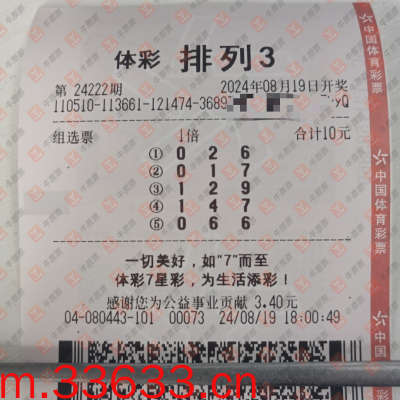 体彩 排列3
第 24222期 2024年08月19日开奖
110510-113661-121474-3689 yQ
组选票 1倍 合计10元
① 0 2 6
② 0 1 7
③ 1 2 9
④ 1 4 7
⑤ 0 6 6
一切美好，如"7"而至
体彩7星彩，为生活添彩！
感谢您为公益事业贡献 3.40元
04-080443-101 00073 24/08/19 18:00:49
中国体育彩票
中国体育彩票
中国体育彩票
m.33633.cn